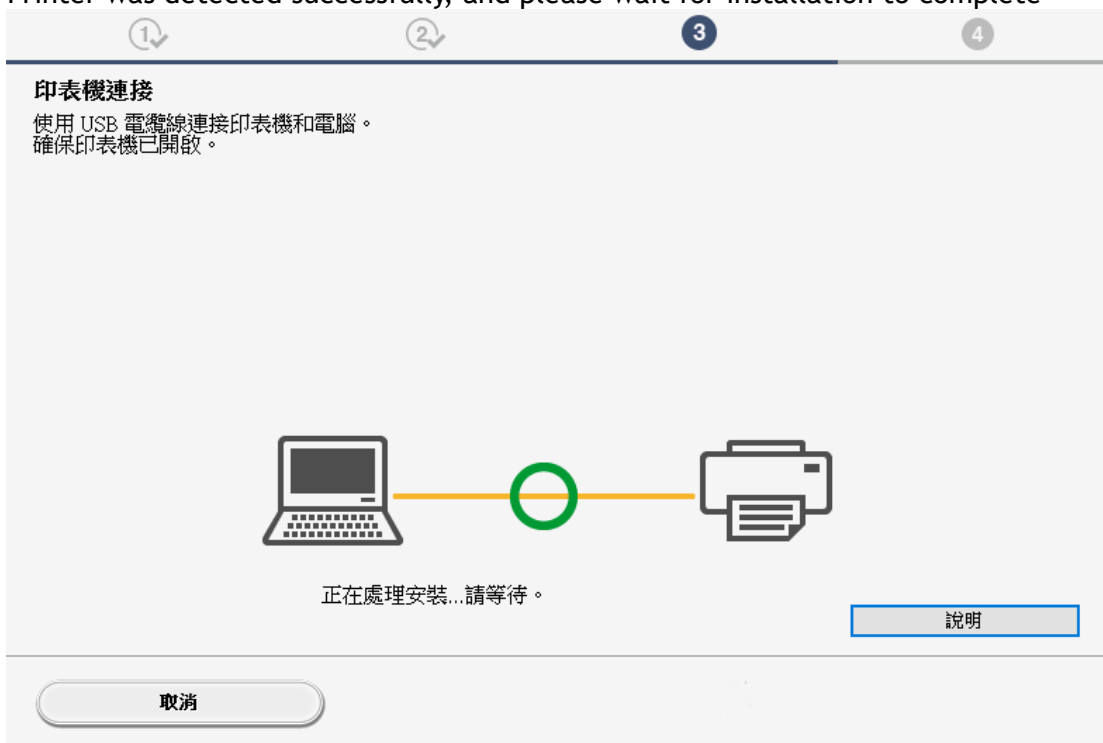 Printer was detected successfully, and please wait for installation to complete
1 2 3 4
印表機連接
使用 USB 電纜線連接印表機和電腦。
確保印表機已開啟。
正在處理安裝...請等待。
說明
取消